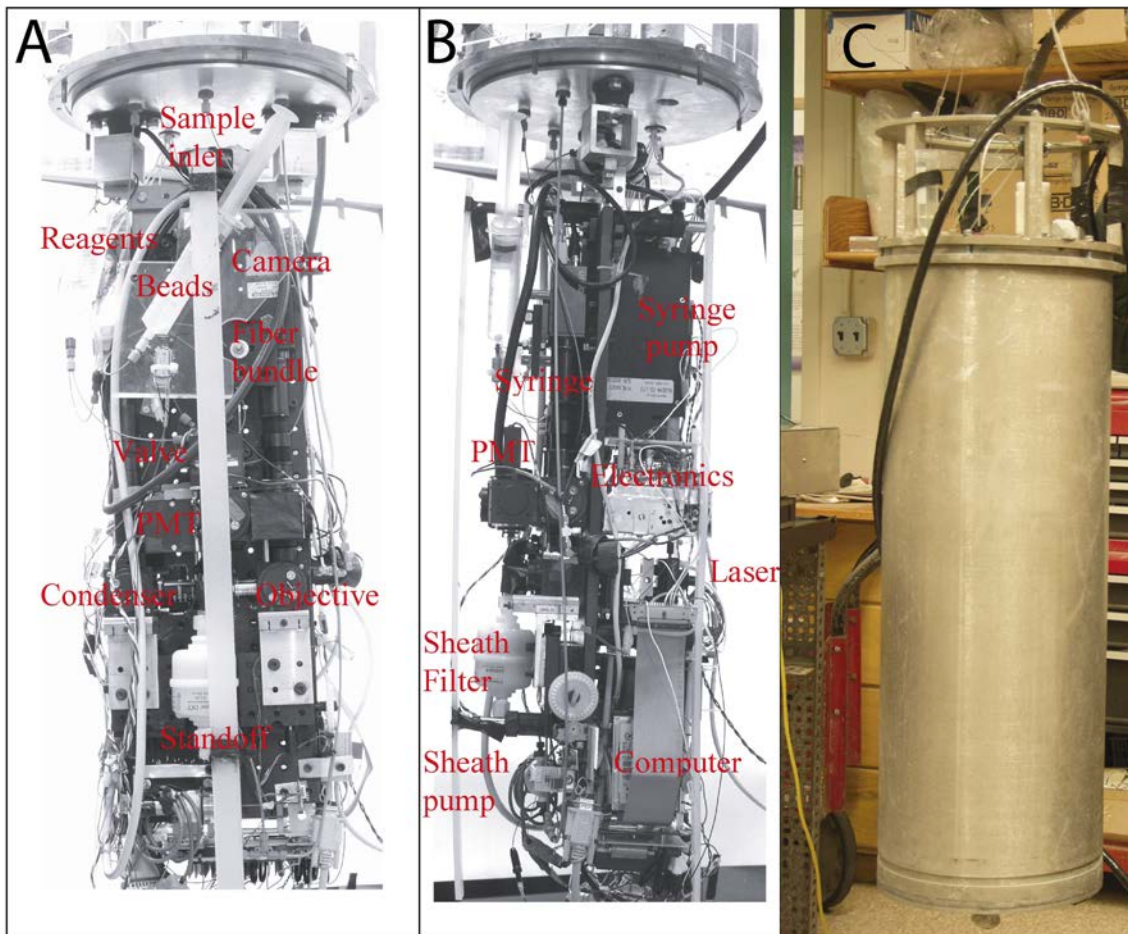 A
Sample
inlet
Reagents
Beads
Camera
Fiber
bundle
Valve
PMT
Condenser
Objective
Standoff
B
Syringe
pump
Syringe
PMT
Electronics
Laser
Sheath
Filter
Sheath
pump
Computer
C
B-D